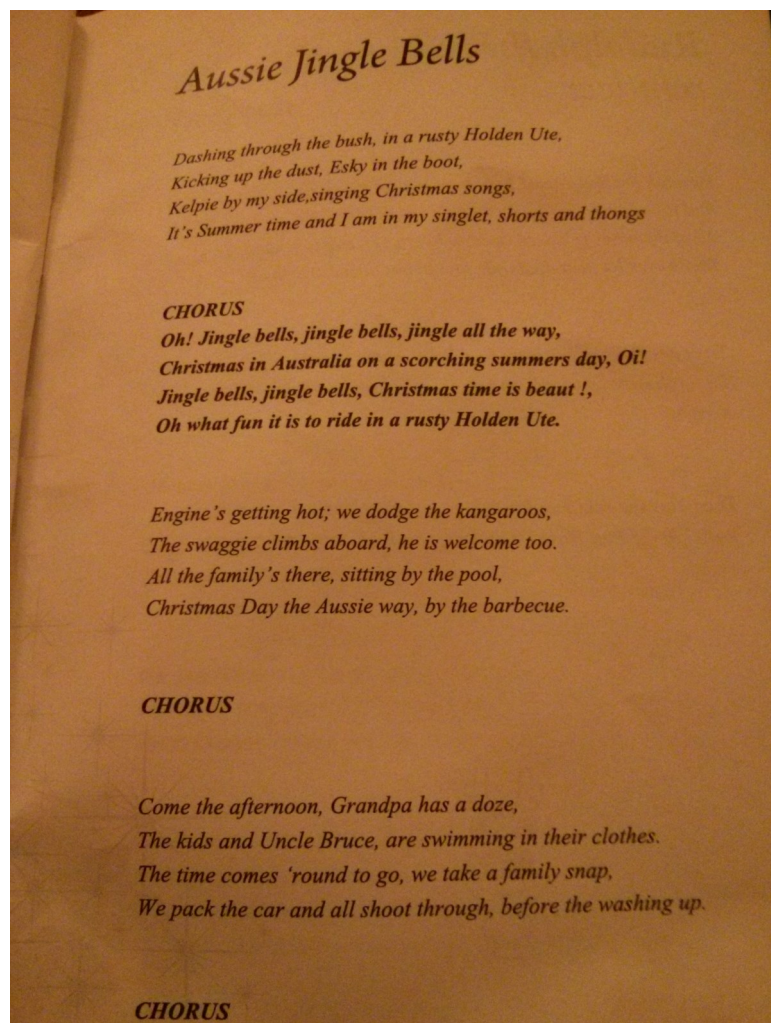 Aussie Jingle Bells
Dashing through the bush, in a rusty Holden Ute,
Kicking up the dust, Esky in the boot,
Kelpie by my side,singing Christmas songs,
It's Summer time and I am in my singlet, shorts and thongs
CHORUS
Oh! Jingle bells, jingle bells, jingle all the way,
Christmas in Australia on a scorching summers day, Oi!
Jingle bells, jingle bells, Christmas time is beaut !,
Oh what fun it is to ride in a rusty Holden Ute.
Engine's getting hot; we dodge the kangaroos,
The swaggie climbs aboard, he is welcome too.
All the family's there, sitting by the pool,
Christmas Day the Aussie way, by the barbecue.
CHORUS
Come the afternoon, Grandpa has a doze,
The kids and Uncle Bruce, are swimming in their clothes.
The time comes 'round to go, we take a family snap,
We pack the car and all shoot through, before the washing up.
CHORUS